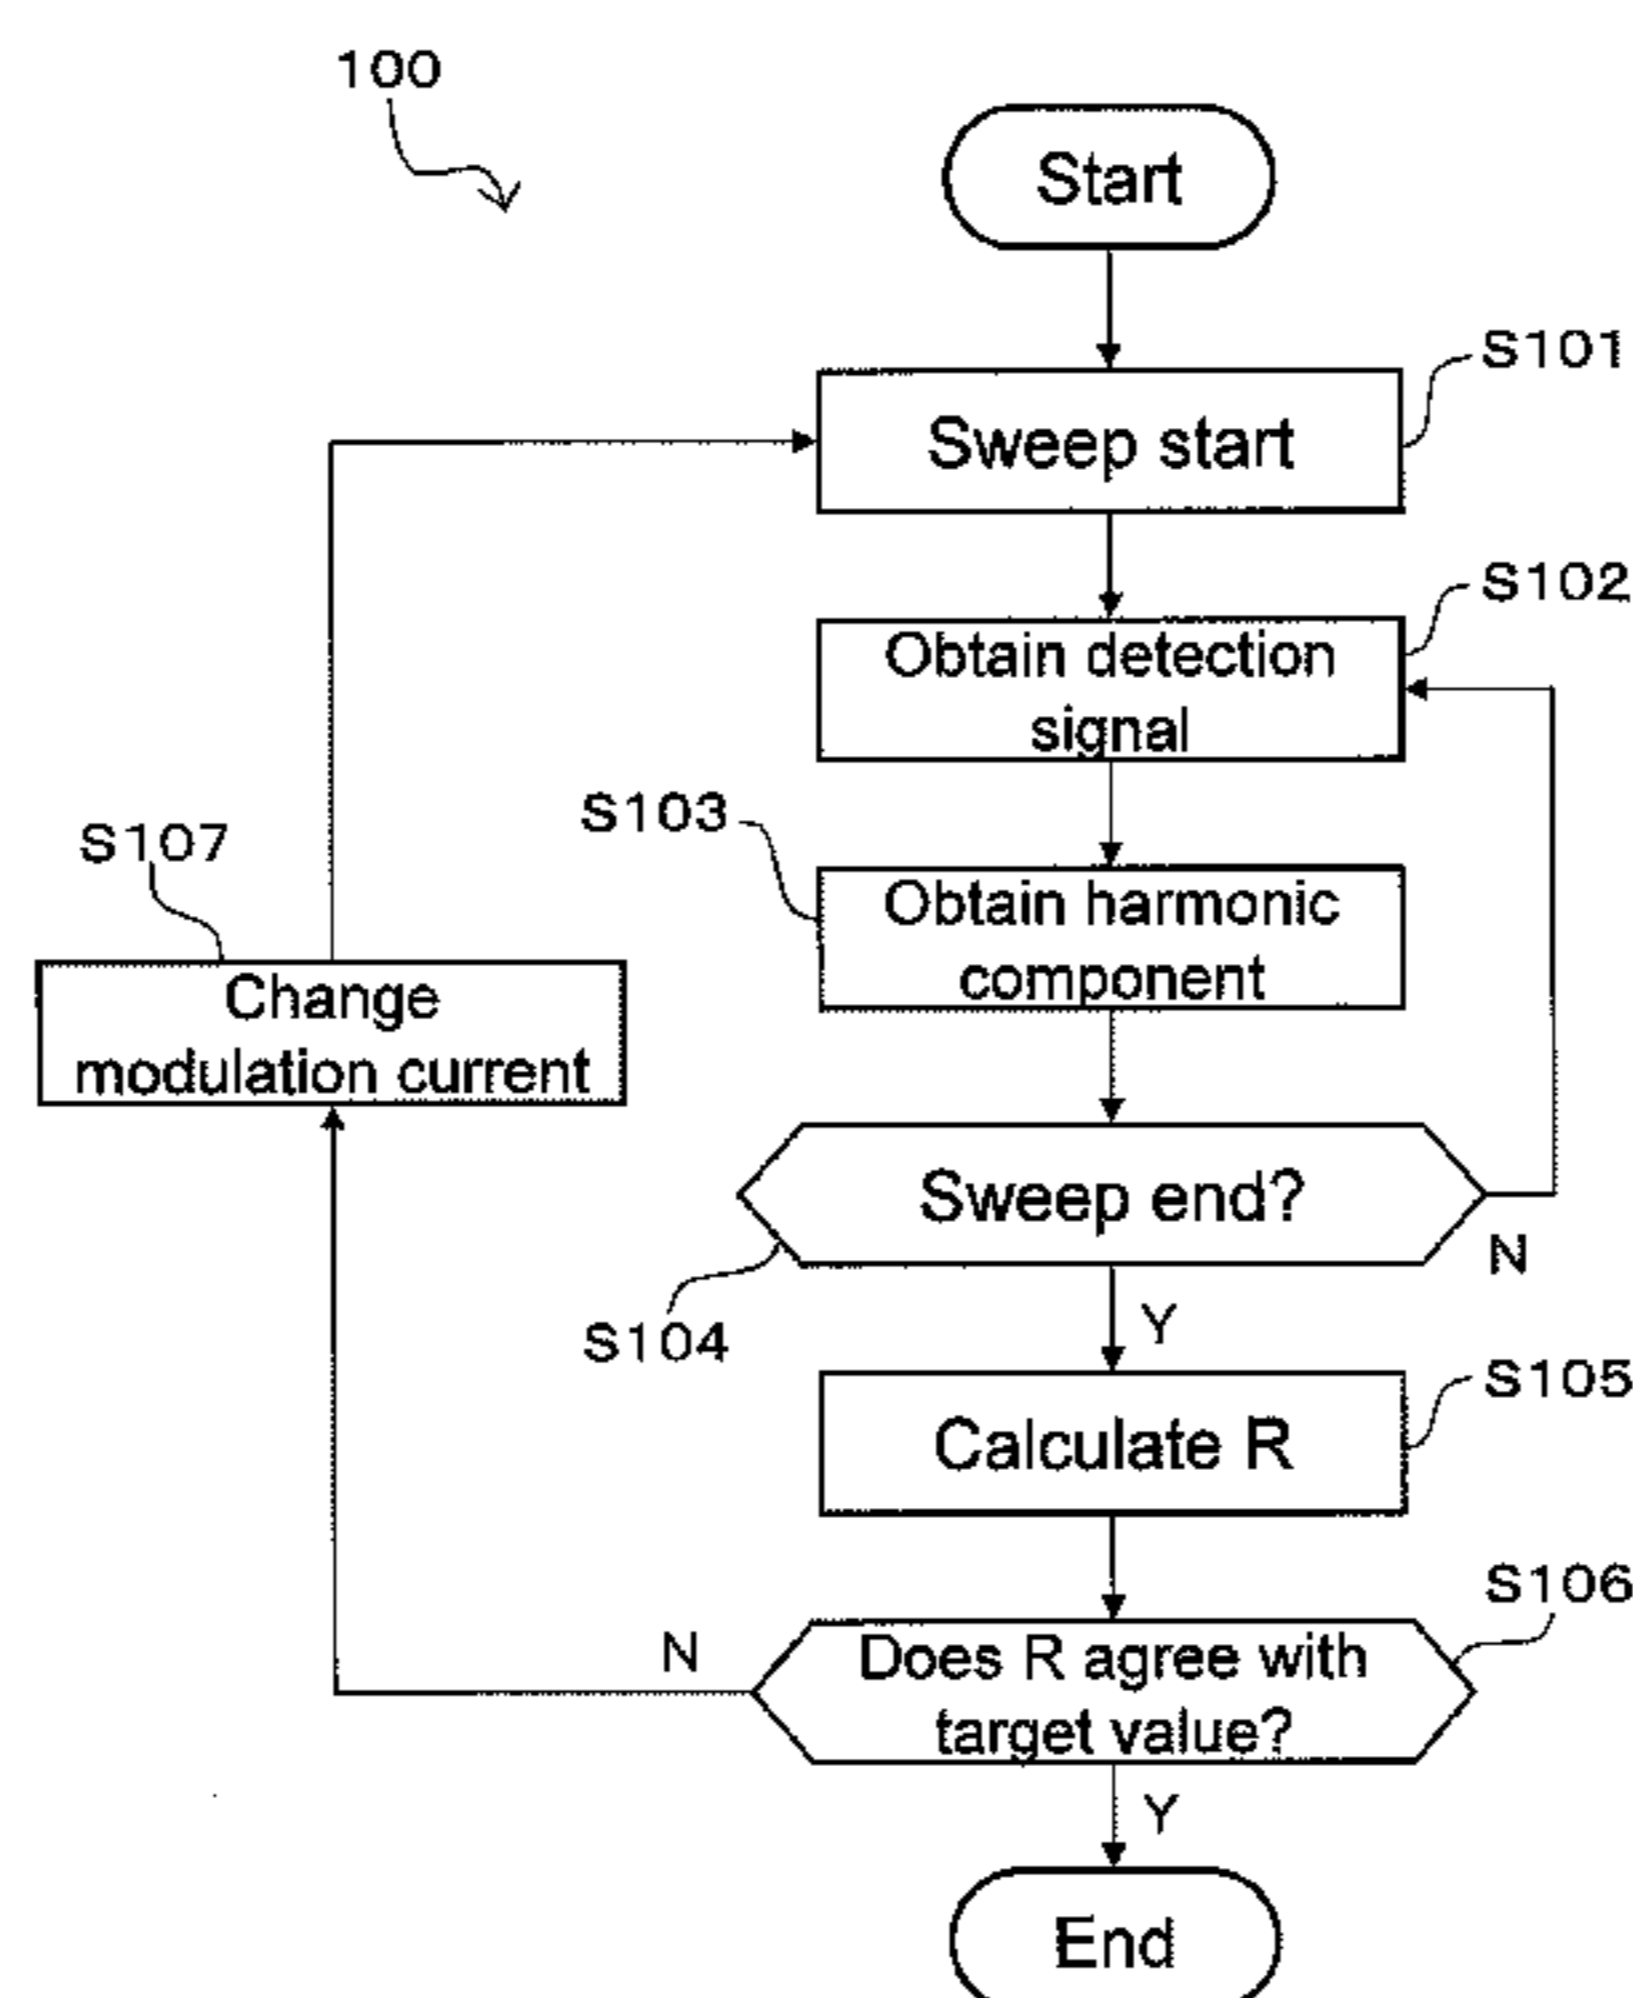 100
Start
S101
Sweep start
S102
Obtain detection
signal
S103
Obtain harmonic
component
S107
Change
modulation current
Sweep end?
N
S104
Y
S105
Calculate R
S106
N
Does R agree with
target value?
Y
End